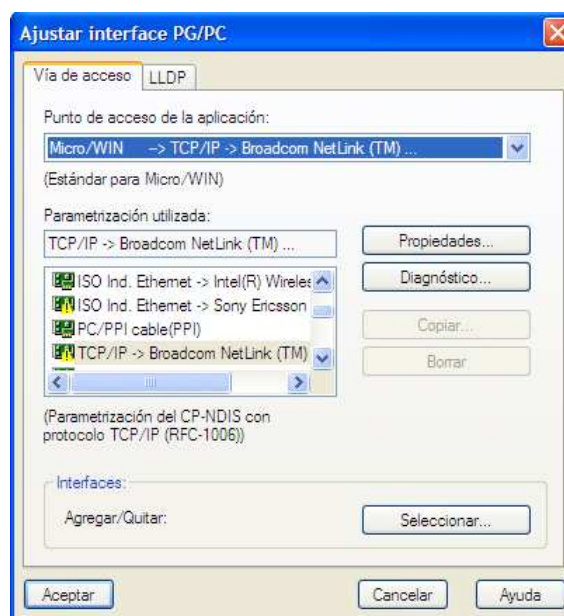 Ajustar interface PG/PC
Vía de acceso LLDP
Punto de acceso de la aplicación:
Micro/WIN --> TCP/IP -> Broadcom NetLink (TM) ...
(Estándar para Micro/WIN)
Parametrización utilizada:
TCP/IP -> Broadcom NetLink (TM) ... Propiedades...
ISO Ind. Ethernet -> Intel(R) Wireles Diagnóstico...
ISO Ind. Ethernet -> Sony Ericsson
PC/PPI cable(PPI) Copiar...
TCP/IP -> Broadcom NetLink (TM) Borrar
(Parametrización del CP-NDIS con
protocolo TCP/IP (RFC-1006))
Interfaces:
Agregar/Quitar: Seleccionar...
Aceptar Cancelar Ayuda